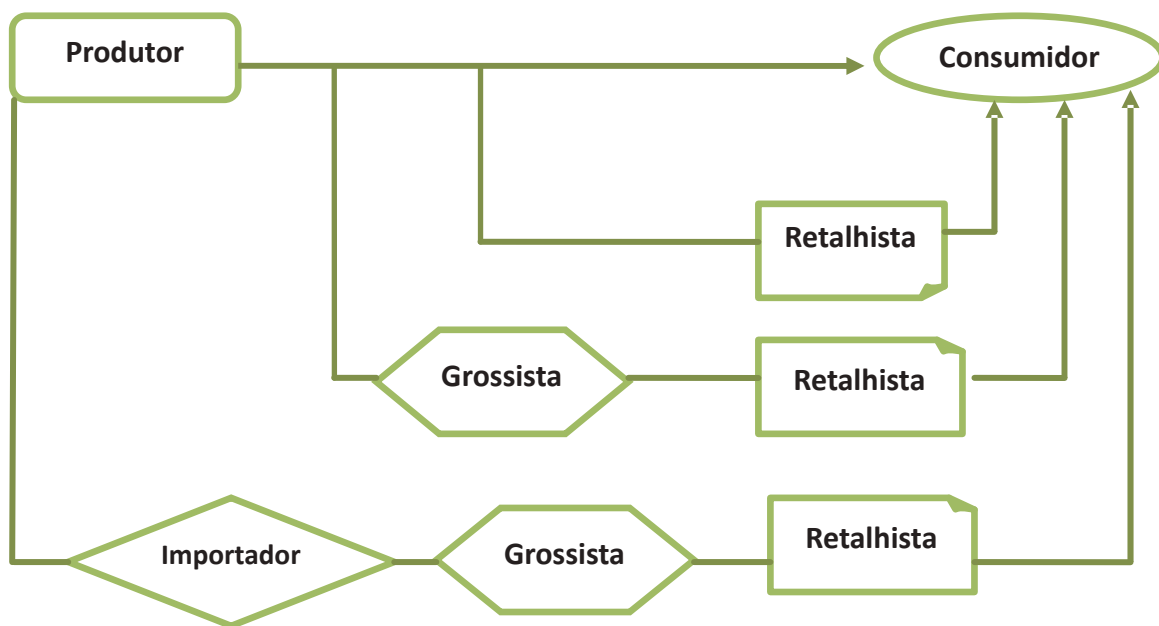 Produtor
Consumidor
Retalhista
Grossista
Retalhista
Importador
Grossista
Retalhista